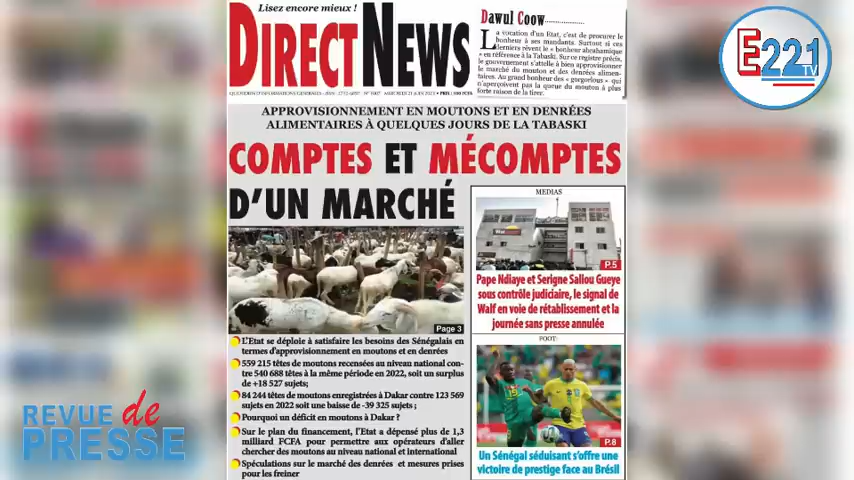 Lisez encore mieux !
DIRECT NEWS
MERCREDI 21 JUIN 2023 • PRIX : 100 FCFA
Dawul Coow
La vocation d'un Etat, c'est de procurer le
bonheur à ses mandants. Surtout si ces
derniers rêvent le « bonheur abrahamique
» en référence à la Tabaski. Sur ce registre précis,
le gouvernement s'attelle à bien approvisionner
le marché du mouton et des denrées alimen-
taires. Au grand bonheur des « gorgorlous » qui
n'aperçoivent pas la queue du mouton à plus
forte raison de la tirer.
E221
TV
APPROVISIONNEMENT EN MOUTONS ET EN DENRÉES
ALIMENTAIRES À QUELQUES JOURS DE LA TABASKI
COMPTES ET MÉCOMPTES
D'UN MARCHÉ
Page 3
L'Etat se déploie à satisfaire les besoins des Sénégalais en
termes d'approvisionnement en moutons et en denrées
559 215 têtes de moutons recensées au niveau national con-
tre 540 688 têtes à la même période en 2022, soit un surplus
de +18 527 sujets;
84 244 têtes de moutons enregistrées à Dakar contre 123 569
sujets en 2022 soit une baisse de -39 325 sujets ;
Pourquoi un déficit en moutons à Dakar ?
Sur le plan du financement, l'Etat a dépensé plus de 1,3
milliard FCFA pour permettre aux opérateurs d'aller
chercher des moutons au niveau national et international
Spéculations sur le marché des denrées et mesures prises
pour les freiner
MEDIAS
P.5
Pape Ndiaye et Serigne Saliou Gueye
sous contrôle judiciaire, le signal de
Walf en voie de rétablissement et la
journée sans presse annulée
FOOT:
P.8
Un Sénégal séduisant s'offre une
victoire de prestige face au Brésil
REVUE de
PRESSE